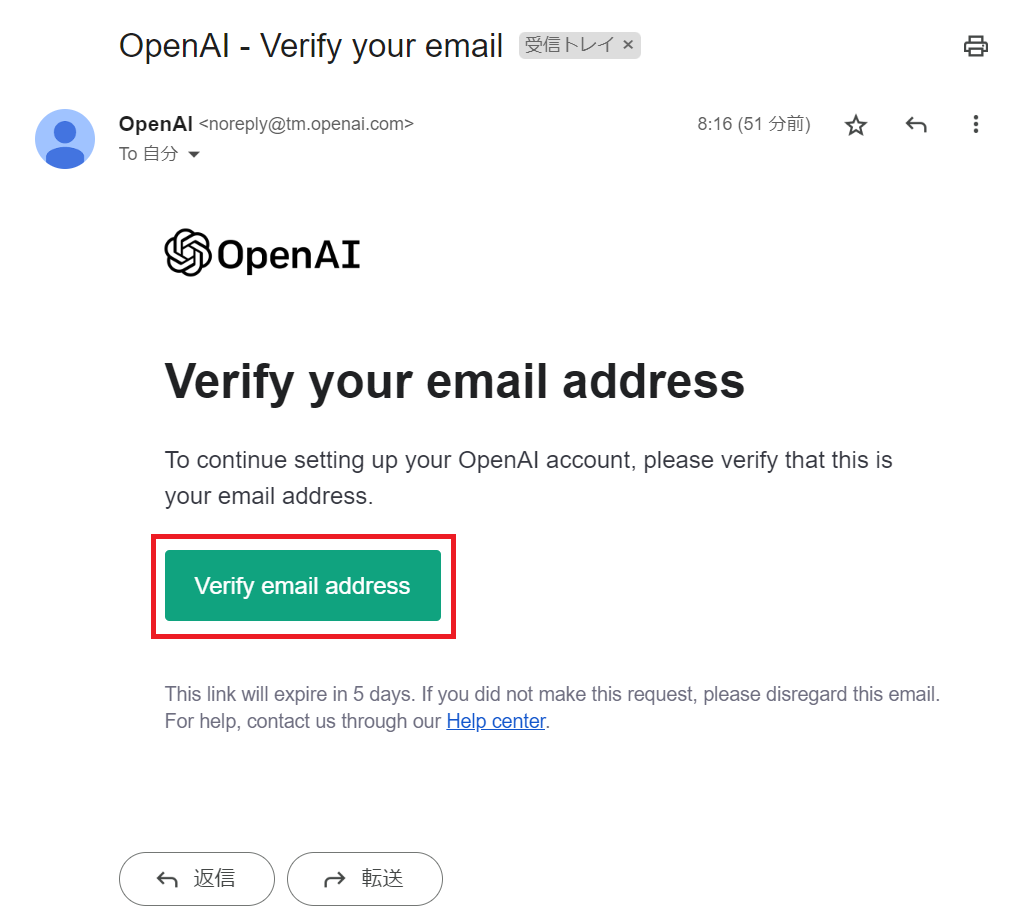 OpenAI - Verify your email 受信トレイ ×
OpenAI <noreply@tm.openai.com> 8:16 (51 分前)
To 自分
OpenAI
Verify your email address
To continue setting up your OpenAI account, please verify that this is
your email address.
Verify email address
This link will expire in 5 days. If you did not make this request, please disregard this email.
For help, contact us through our Help center.
返信 転送